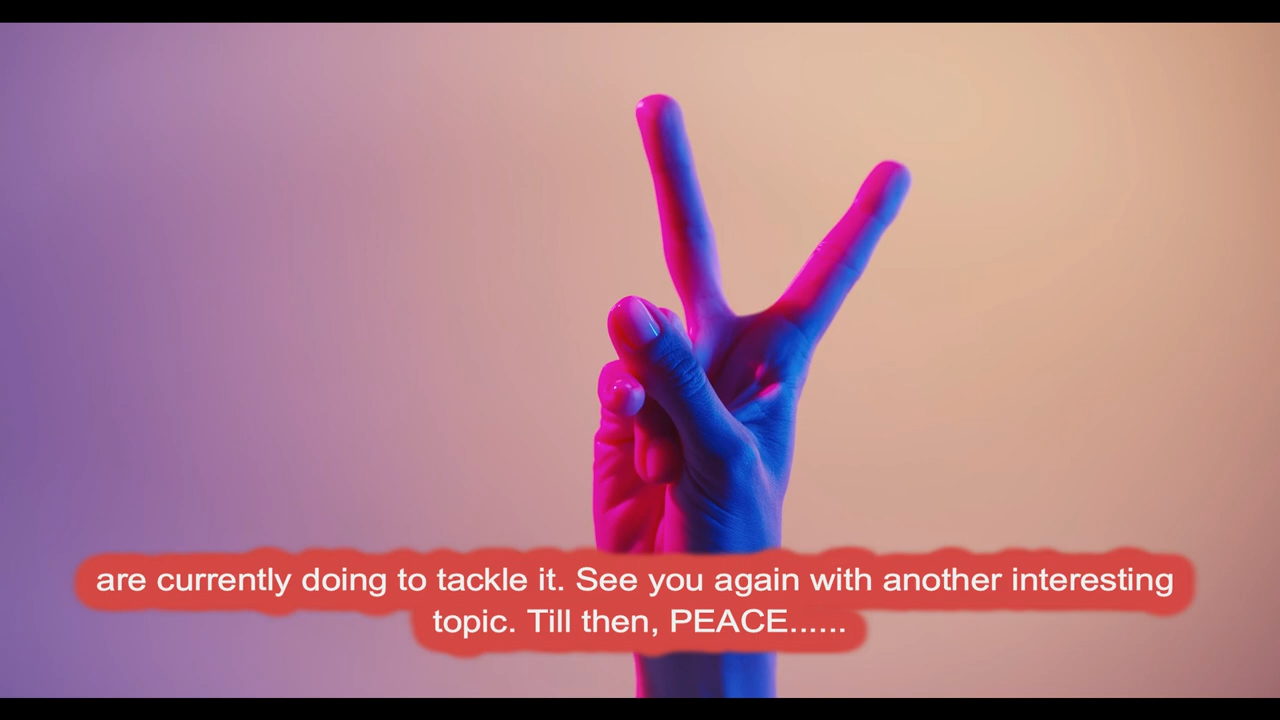 are currently doing to tackle it. See you again with another interesting
topic. Till then, PEACE......